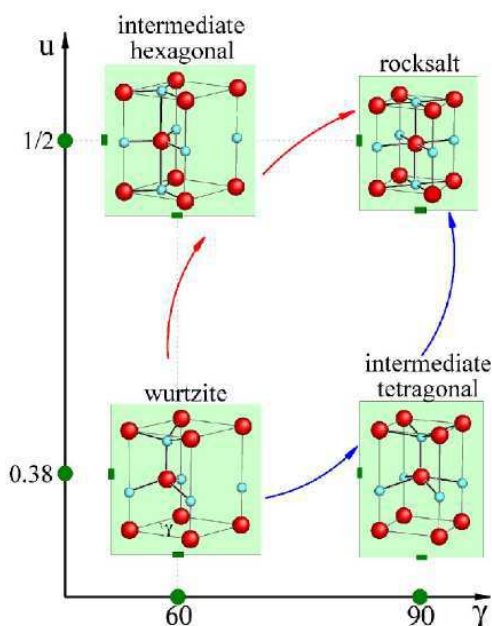 u
intermediate
hexagonal
rocksalt
1/2
wurtzite
intermediate
tetragonal
0.38
γ
60
90
γ